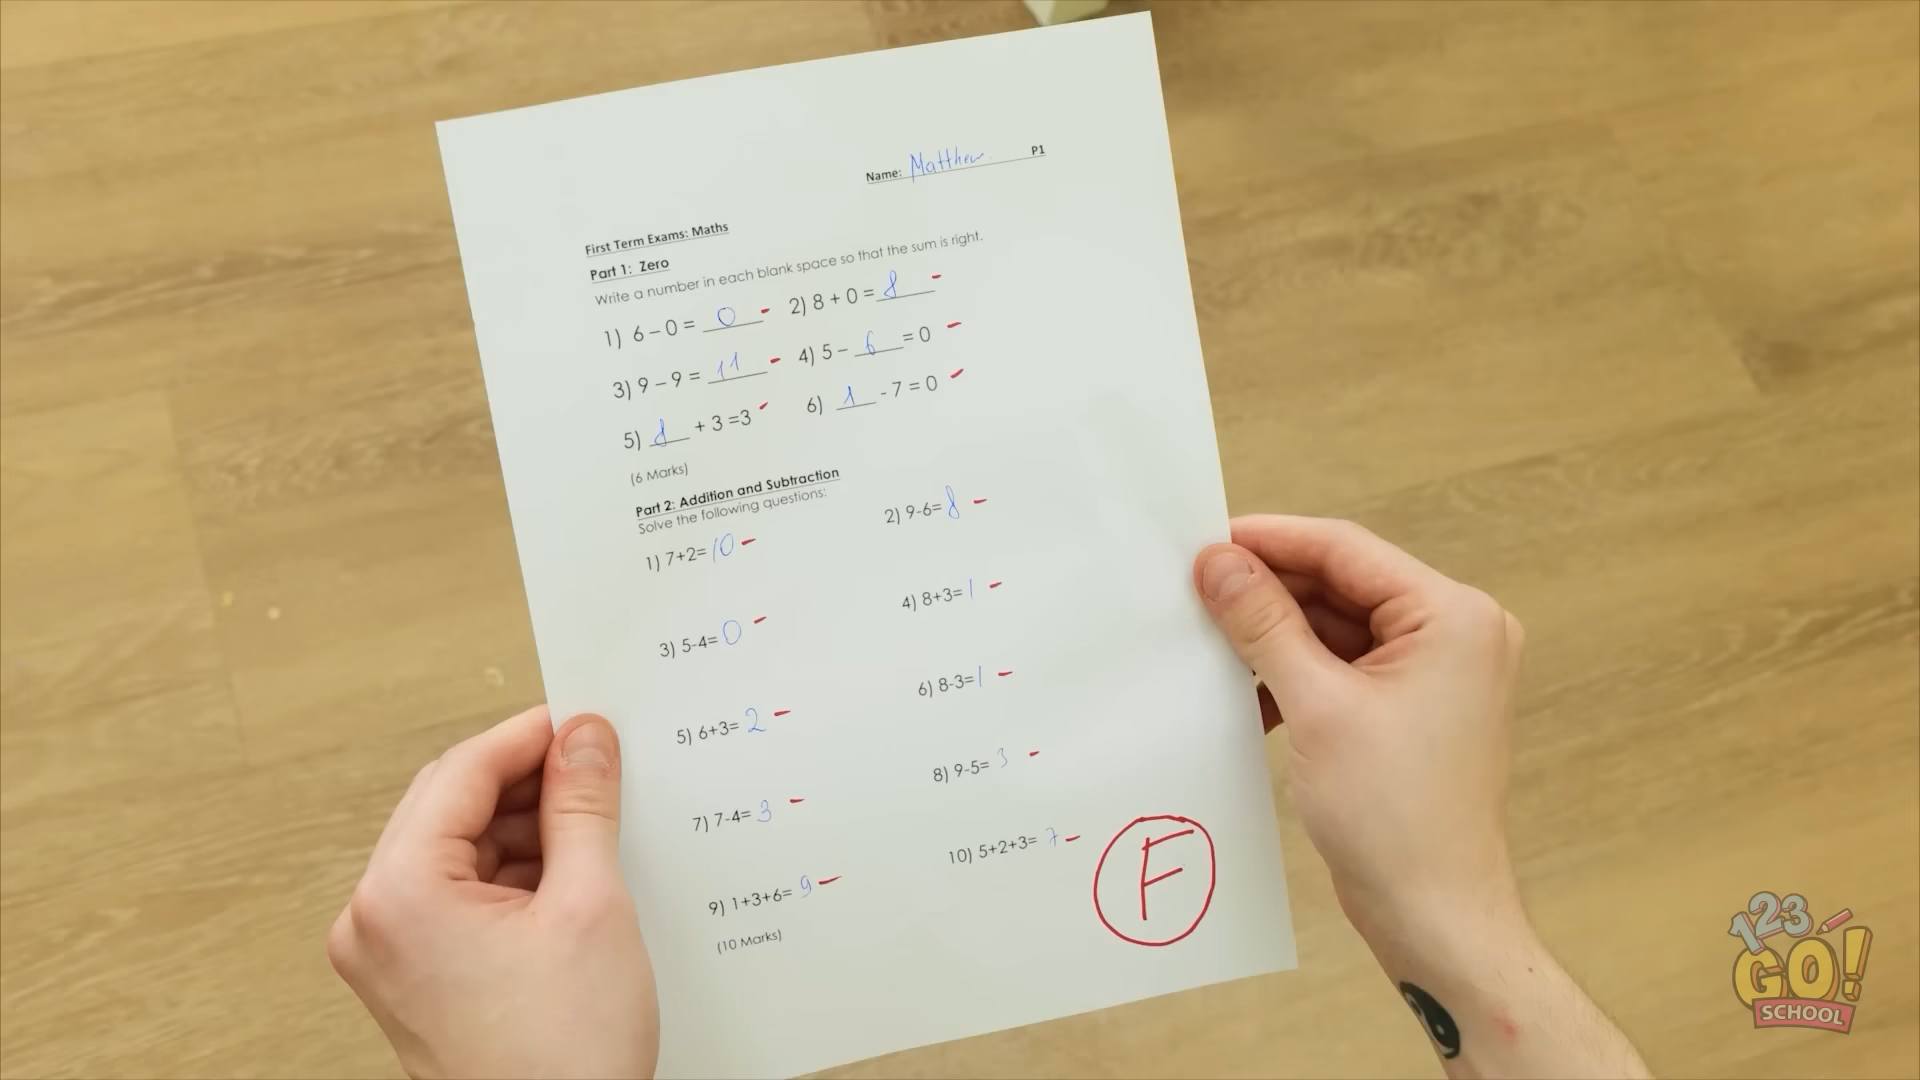 Name: Matthew P1
First Term Exams: Maths
Part 1: Zero
Write a number in each blank space so that the sum is right.
1) 6 – 0 = 0 2) 8 + 0 = 8
3) 9 – 9 = 11 4) 5 – 6 = 0
5) 8 + 3 =3 6) 1 - 7 = 0
(6 Marks)
Part 2: Addition and Subtraction
Solve the following questions:
1) 7+2= 10 2) 9-6= 8
3) 5-4= 0 4) 8+3= 1
5) 6+3= 2 6) 8-3= 1
7) 7-4= 3 8) 9-5= 3
9) 1+3+6= 9 10) 5+2+3= 7
(10 Marks)
F
123
GO!
SCHOOL